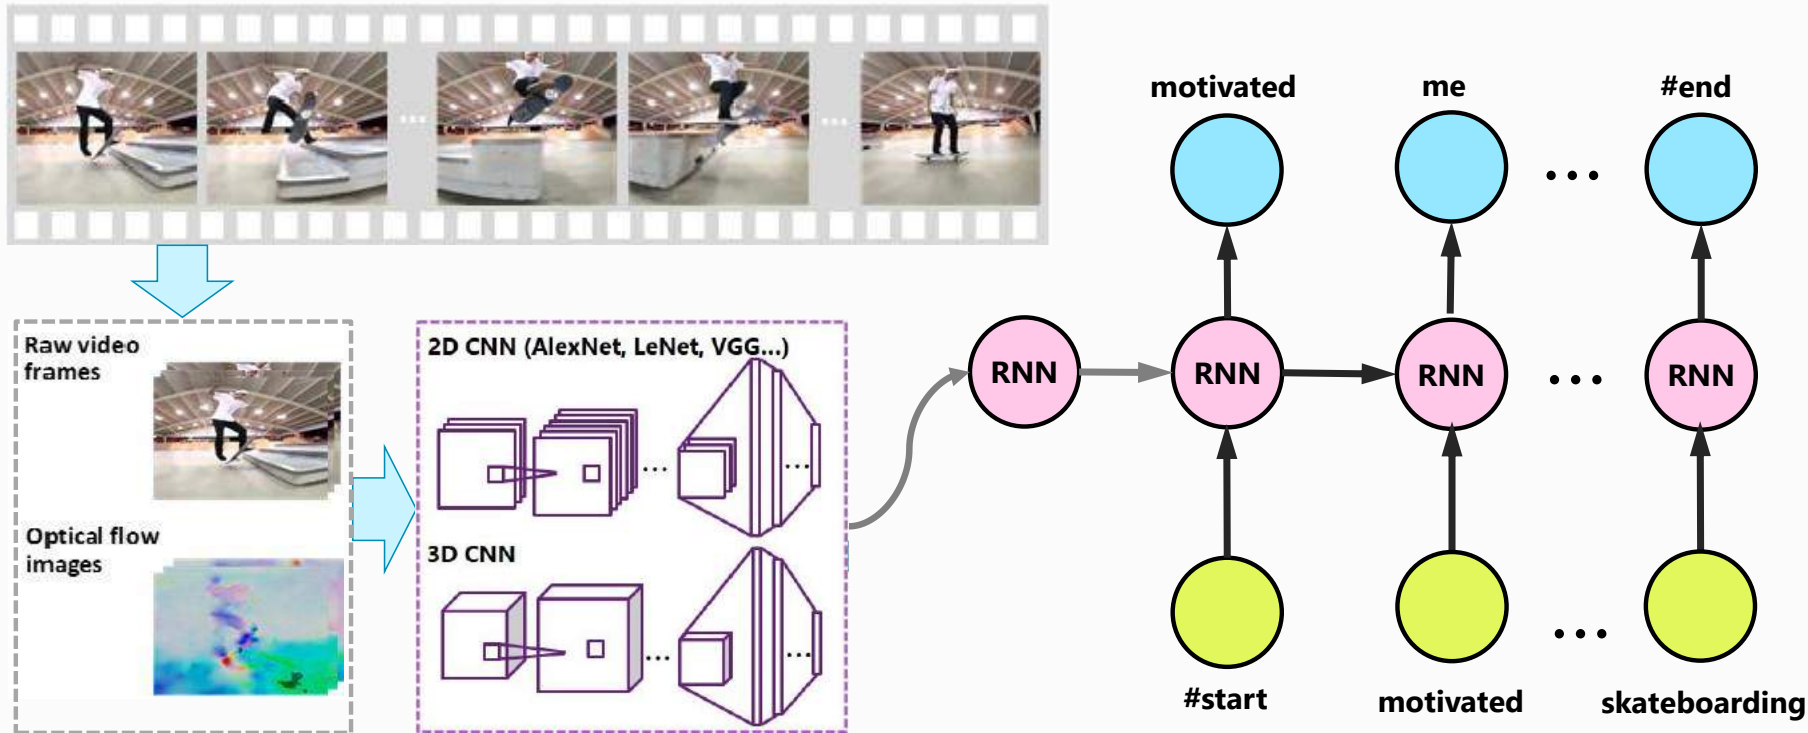 motivated
me
#end
Raw video
frames
2D CNN (AlexNet, LeNet, VGG...)
...
...
Optical flow
images
3D CNN
...
...
RNN
RNN
RNN
...
RNN
...
...
#start
motivated
skateboarding